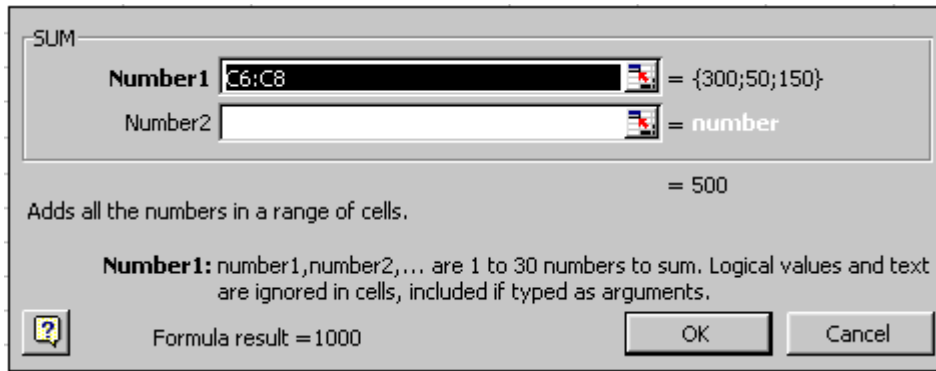 SUM
Number1 C6:C8 = {300;50;150}
Number2 = number
= 500
Adds all the numbers in a range of cells.
Number1: number1,number2,... are 1 to 30 numbers to sum. Logical values and text
are ignored in cells, included if typed as arguments.
? Formula result =1000 OK Cancel